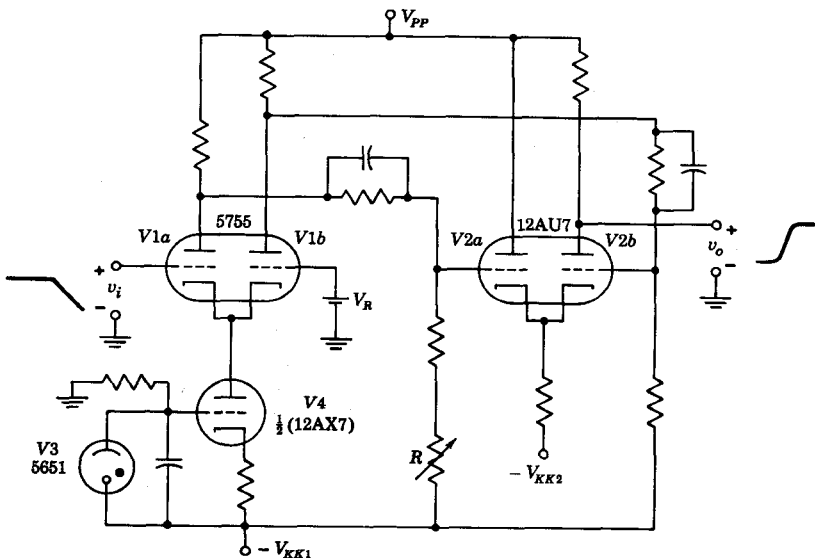 V_PP
5755
12AU7
V1a
V1b
V2a
V2b
+
v_i
-
V_R
+
v_o
-
V4
½ (12AX7)
V3
5651
R
- V_KK2
- V_KK1